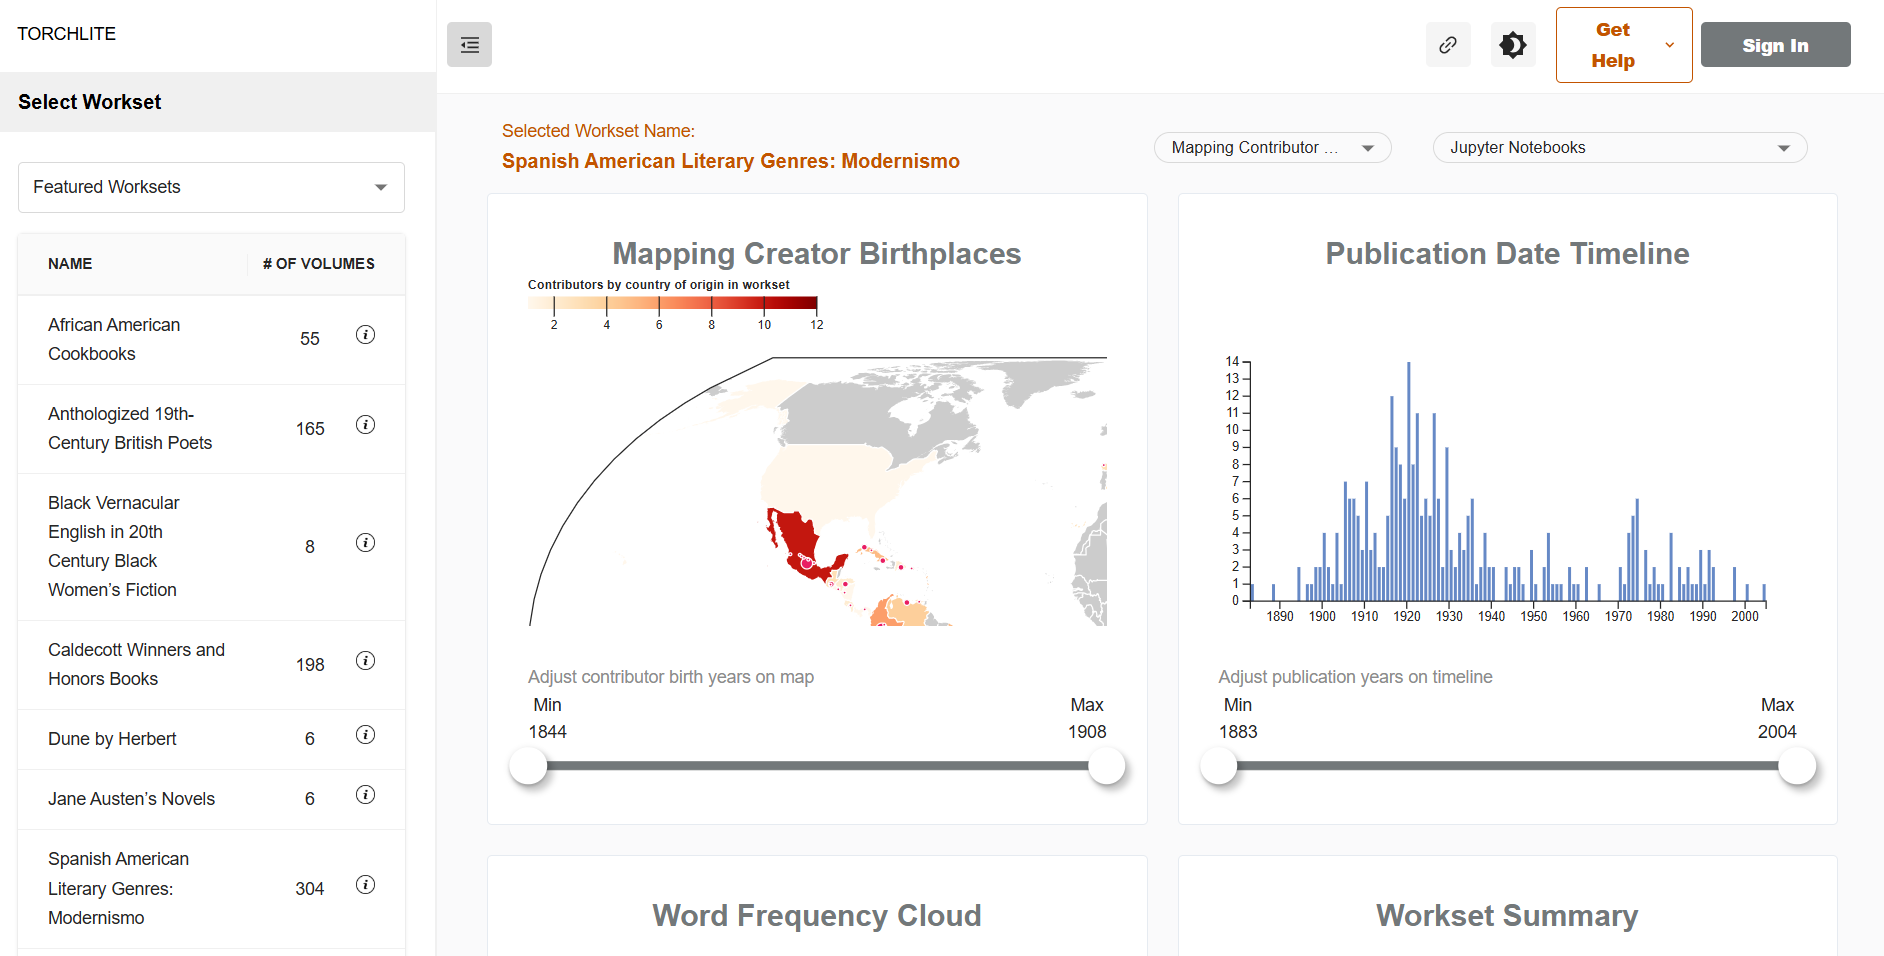 TORCHLITE
Get
Help
Sign In
Select Workset
Featured Worksets
NAME
# OF VOLUMES
African American
Cookbooks
55
Anthologized 19th-
Century British Poets
165
Black Vernacular
English in 20th
Century Black
Women’s Fiction
8
Caldecott Winners and
Honors Books
198
Dune by Herbert
6
Jane Austen’s Novels
6
Spanish American
Literary Genres:
Modernismo
304
Selected Workset Name:
Spanish American Literary Genres: Modernismo
Mapping Contributor ...
Jupyter Notebooks
Mapping Creator Birthplaces
Contributors by country of origin in workset
2 4 6 8 10 12
Adjust contributor birth years on map
Min Max
1844 1908
Publication Date Timeline
14
13
12
11
10
9
8
7
6
5
4
3
2
1
0
1890 1900 1910 1920 1930 1940 1950 1960 1970 1980 1990 2000
Adjust publication years on timeline
Min Max
1883 2004
Word Frequency Cloud
Workset Summary